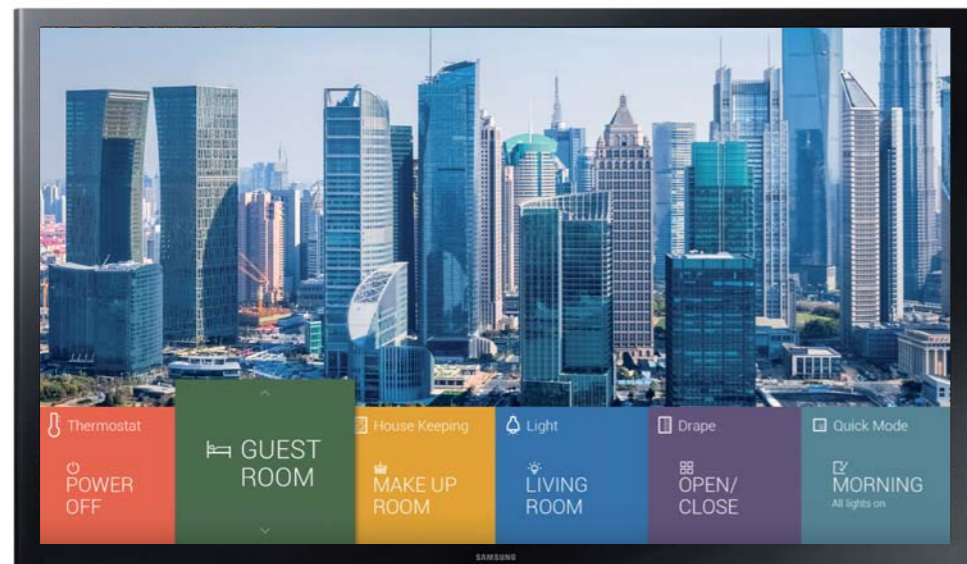 Thermostat
POWER
OFF
GUEST
ROOM
House Keeping
MAKE UP
ROOM
Light
LIVING
ROOM
Drape
OPEN/
CLOSE
Quick Mode
MORNING
All lights on
SAMSUNG